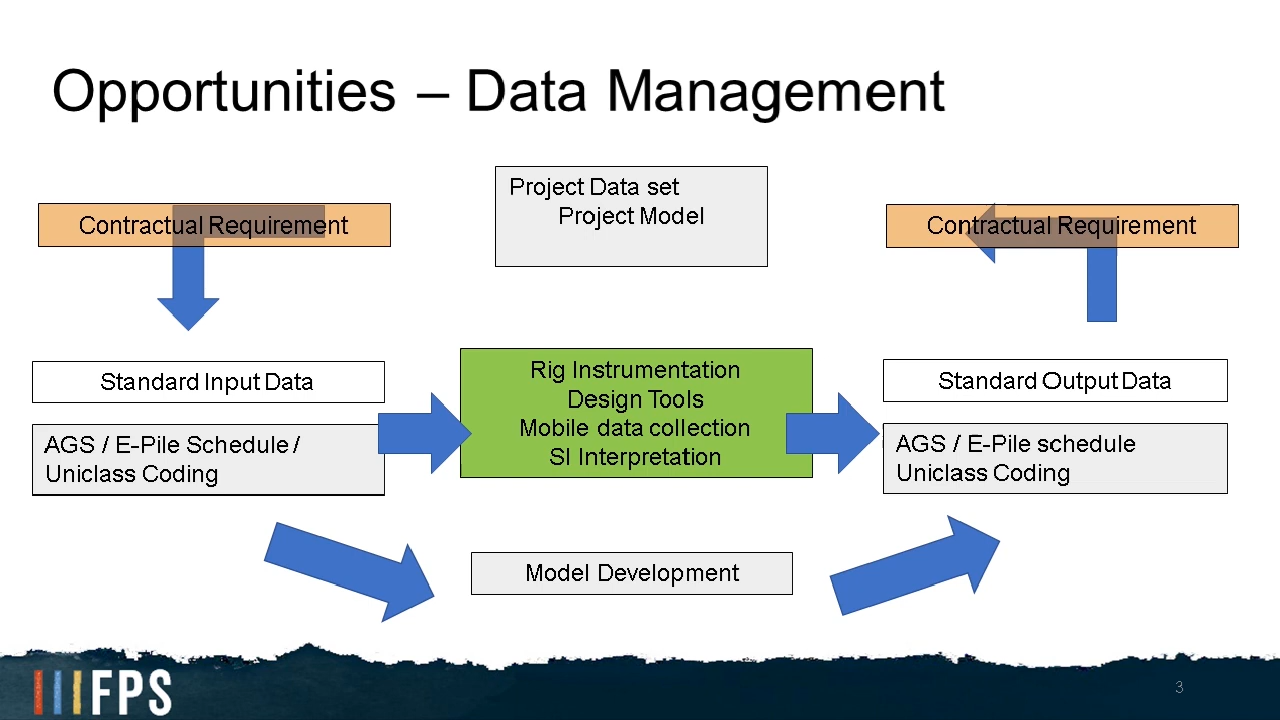 Opportunities – Data Management
Contractual Requirement
Project Data set
Project Model
Contractual Requirement
Standard Input Data
AGS / E-Pile Schedule /
Uniclass Coding
Rig Instrumentation
Design Tools
Mobile data collection
SI Interpretation
Standard Output Data
AGS / E-Pile schedule
Uniclass Coding
Model Development
FPS
3